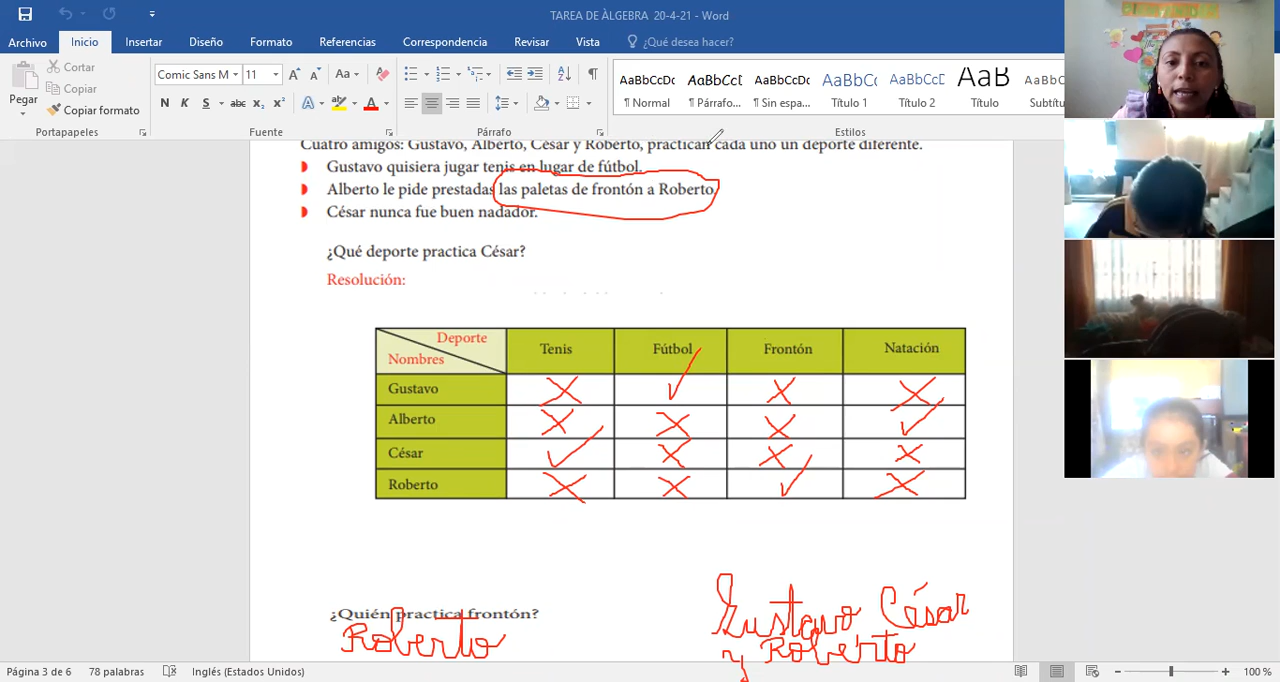 TAREA DE ÀLGEBRA 20-4-21 - Word
Archivo Inicio Insertar Diseño Formato Referencias Correspondencia Revisar Vista ¿Qué desea hacer?
Pegar
Cortar
Copiar
Copiar formato
Portapapeles
Comic Sans M 11
Fuente
Párrafo
AaBbCcDc AaBbCcD AaBbCcDc AaBbC AaBbCcD AaB
¶ Normal ¶ Párrafo... ¶ Sin espa... Título 1 Título 2 Título
Estilos
Cuatro amigos: Gustavo, Alberto, César y Roberto, practican cada uno un deporte diferente.
Gustavo quisiera jugar tenis en lugar de fútbol.
Alberto le pide prestadas las paletas de frontón a Roberto.
César nunca fue buen nadador.
¿Qué deporte practica César?
Resolución:
Deporte
Nombres
Tenis Fútbol Frontón Natación
Gustavo
Alberto
César
Roberto
¿Quién practica frontón?
Roberto
Gustavo César
y Roberto
Página 3 de 6 78 palabras Inglés (Estados Unidos) 100 %